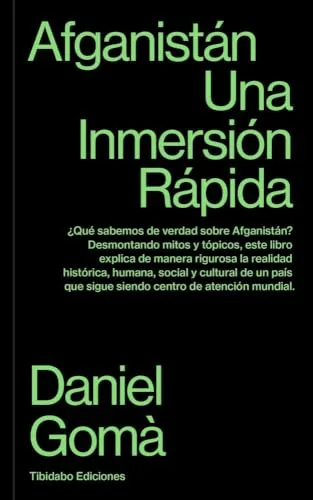 Afganistán
Una
Inmersión
Rápida
¿Qué sabemos de verdad sobre Afganistán?
Desmontando mitos y tópicos, este libro
explica de manera rigurosa la realidad
histórica, humana, social y cultural de un país
que sigue siendo centro de atención mundial.
Daniel
Gomà
Tibidabo Ediciones